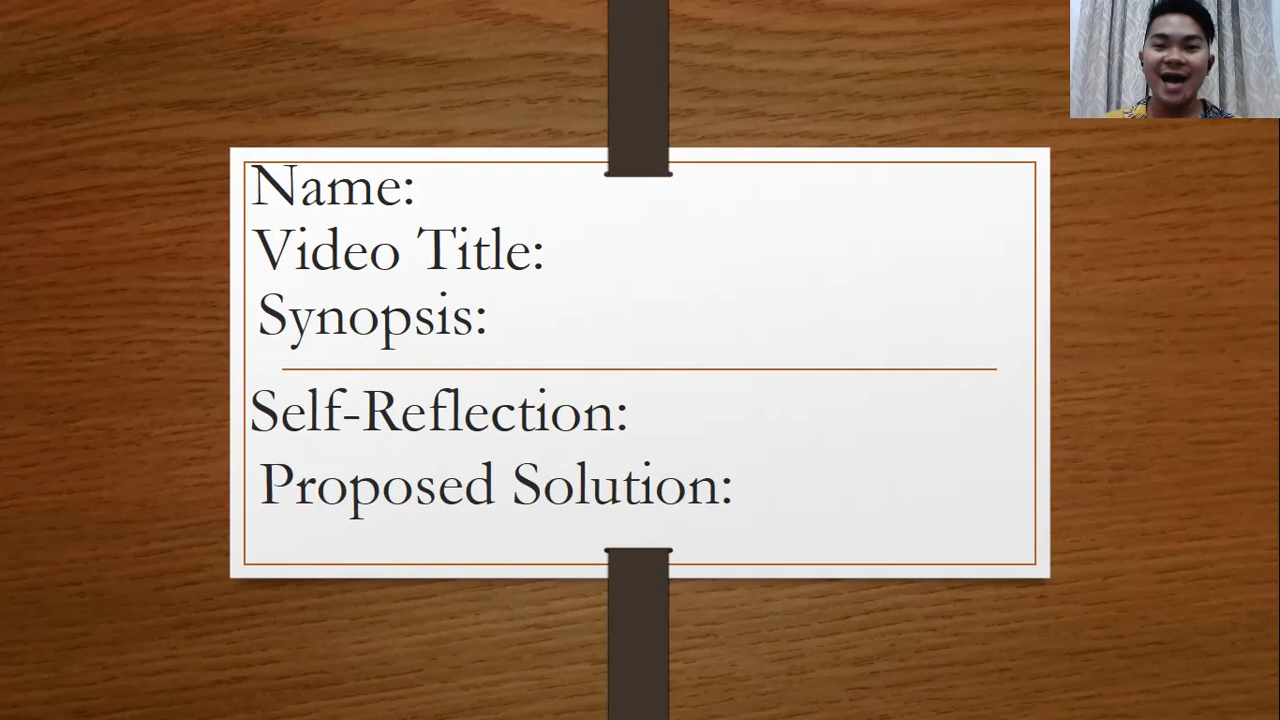 Name:
Video Title:
Synopsis:
Self-Reflection:
Proposed Solution: